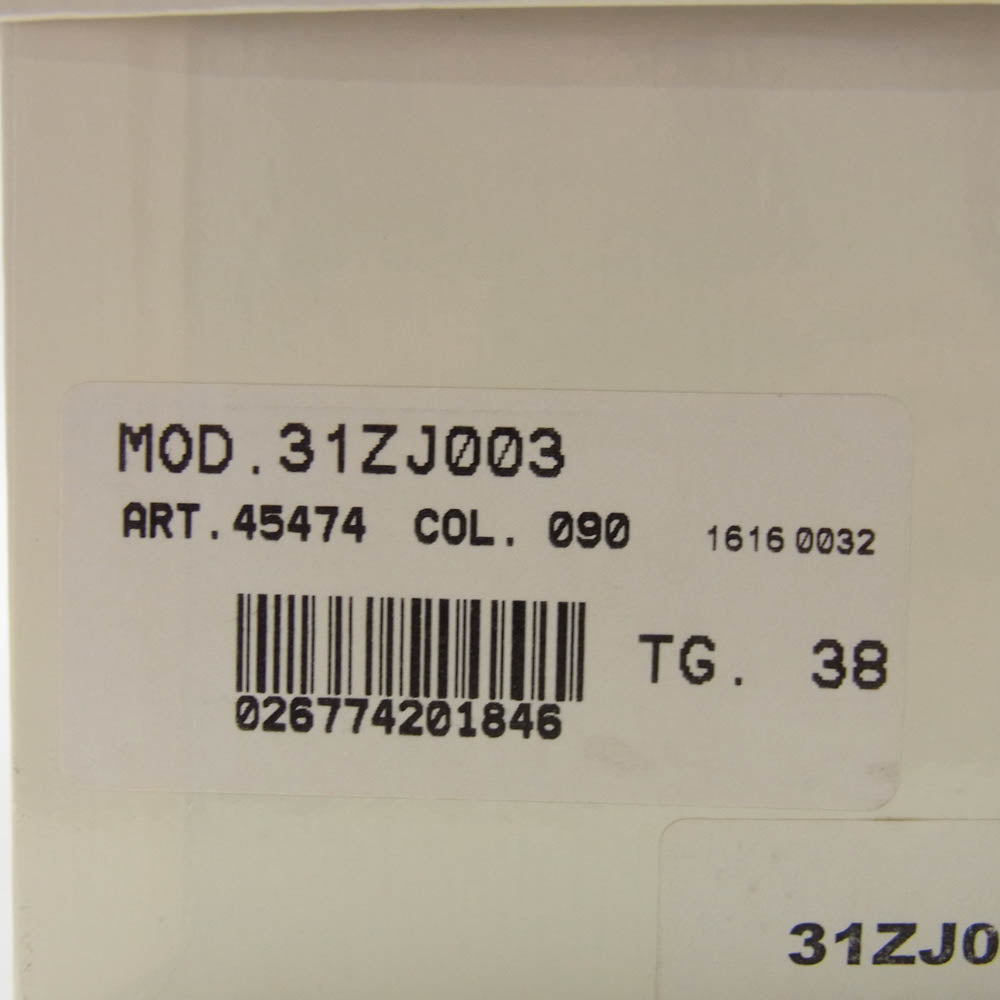 MOD.31ZJ003
ART.45474 COL. 090 1616 0032
TG. 38
026774201846
31ZJ0